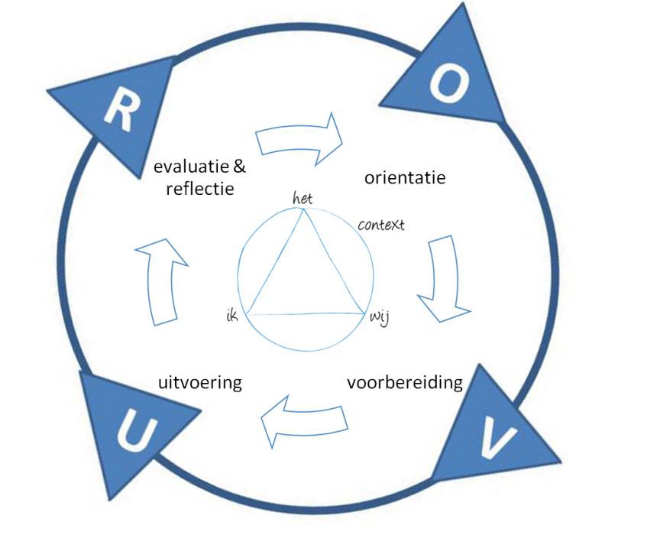 R
O
evaluatie &
reflectie
orientatie
het
context
ik
wij
uitvoering
voorbereiding
U
V